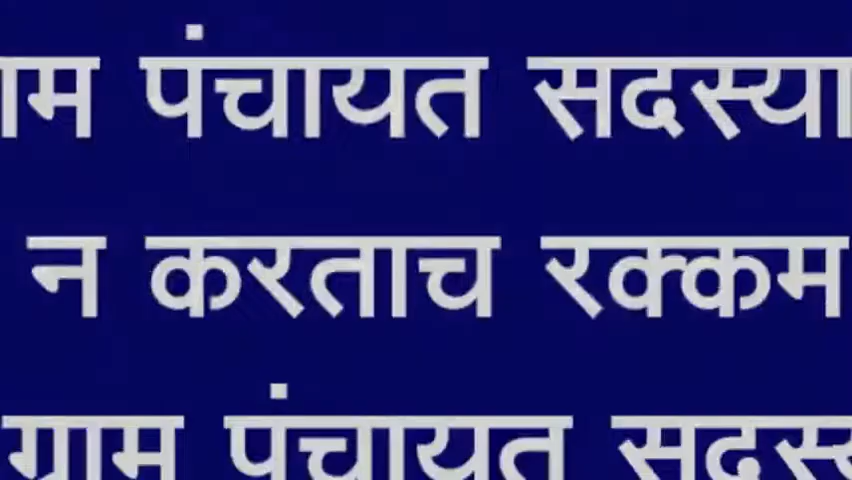 ग्राम पंचायत सदस्या
न करताच रक्कम
ग्राम पंचायत सदस्